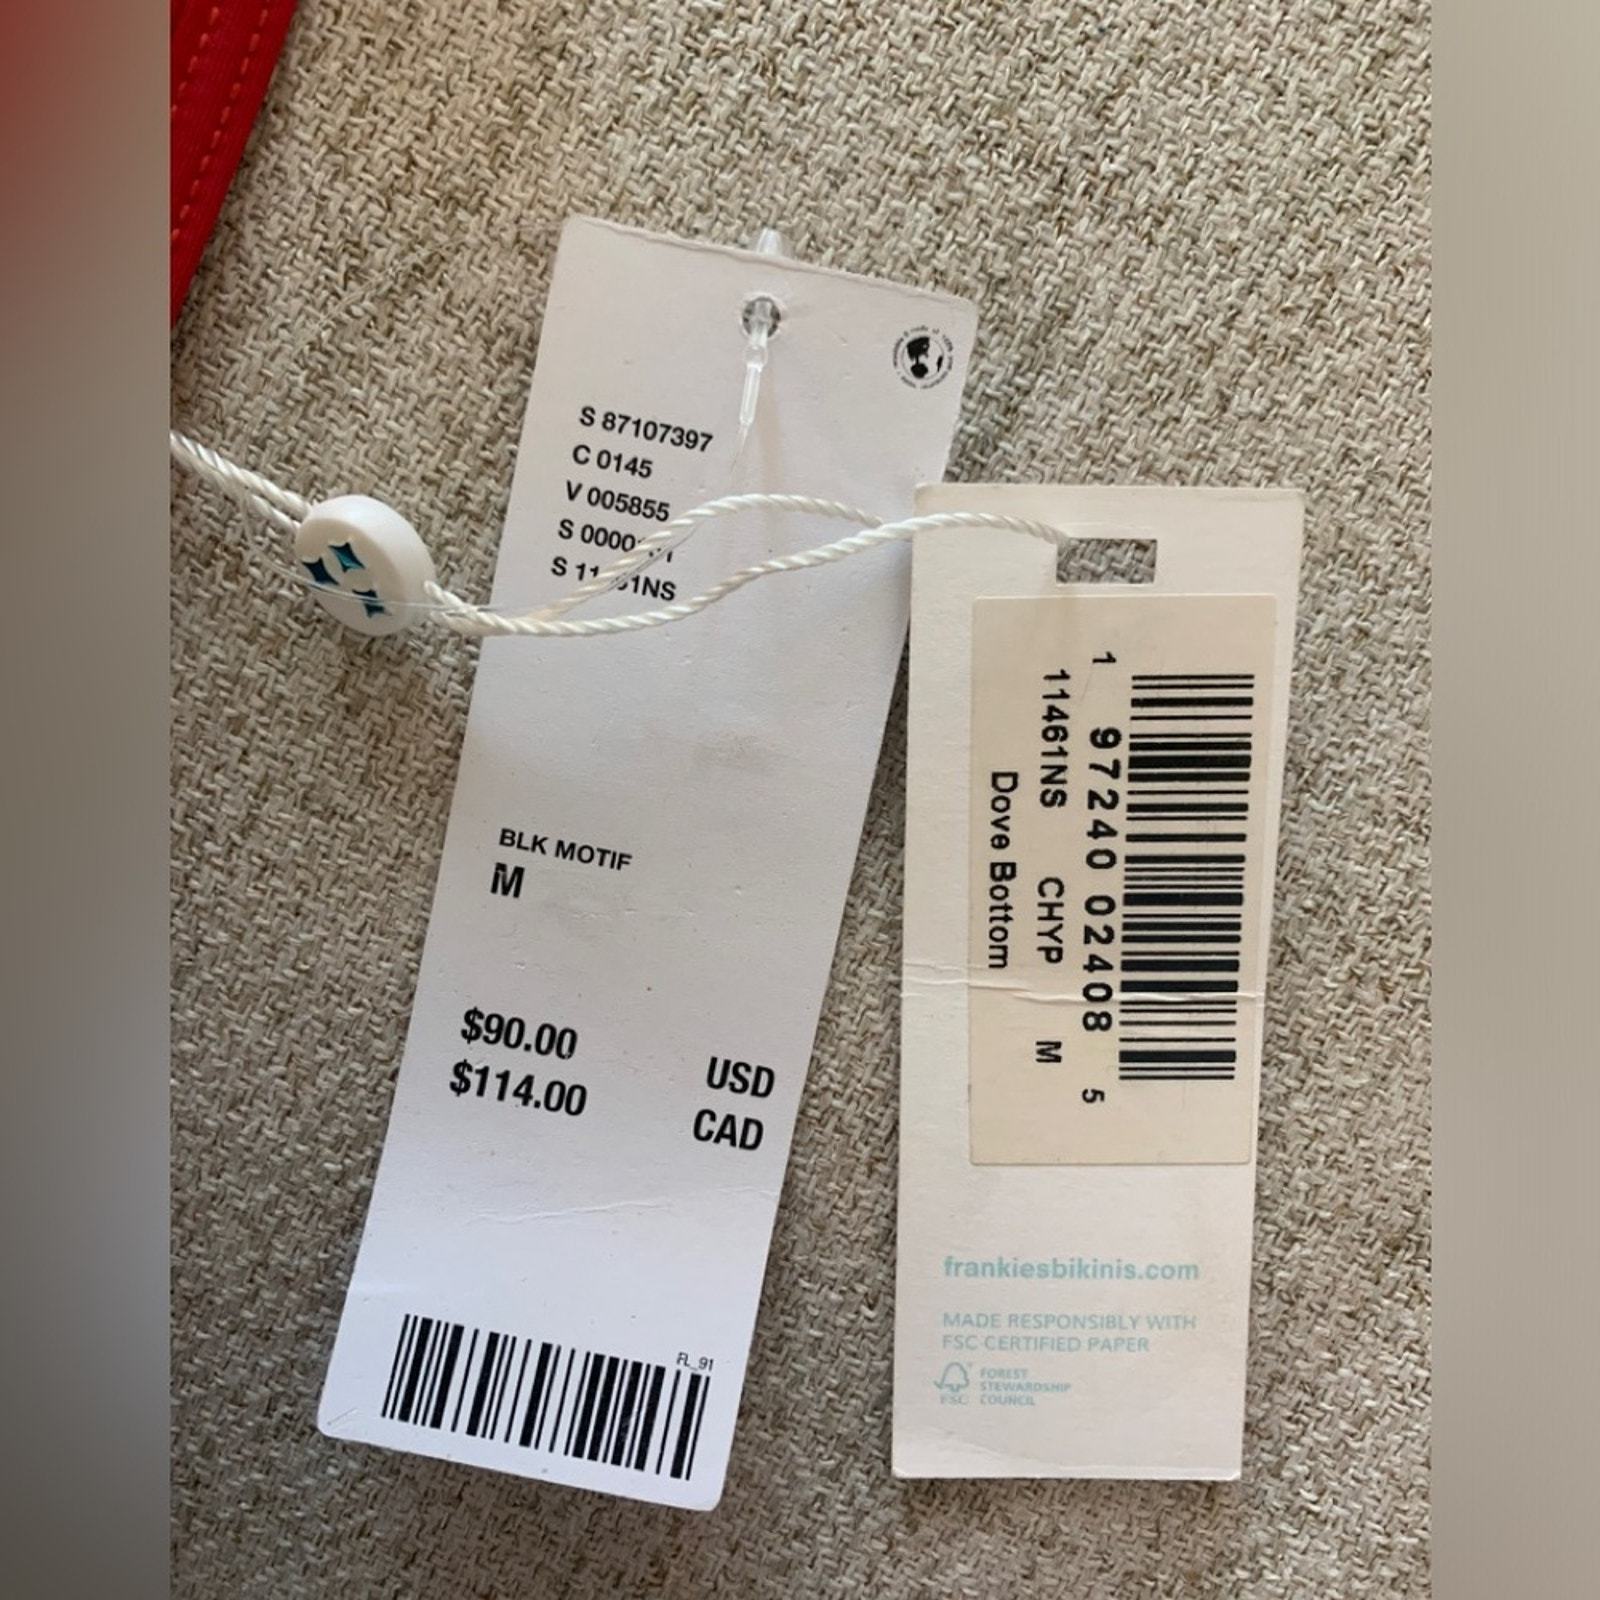 S 87107397
C 0145
V 005855
S
S
BLK MOTIF
M
$90.00 USD
$114.00 CAD
FL_91
1 97240 02408 5
11461NS CHYP M
Dove Bottom
frankiesbikinis.com
MADE RESPONSIBLY WITH
FSC CERTIFIED PAPER
FSC
FOREST
STEWARDSHIP
COUNCIL